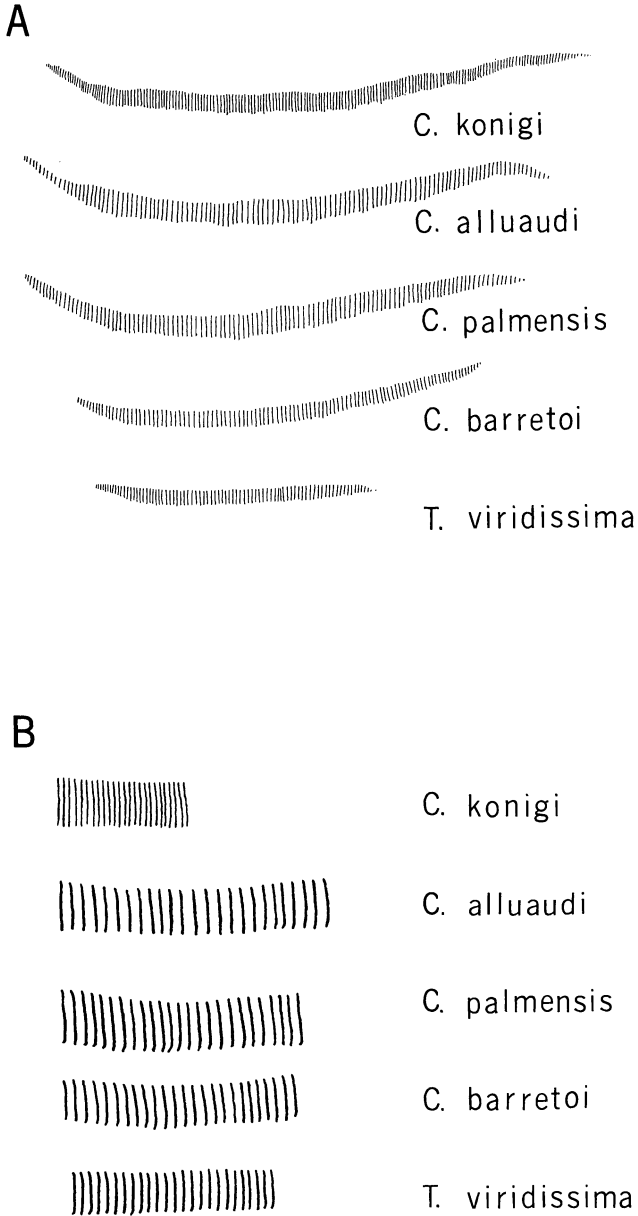 A
C. konigi
C. alluaudi
C. palmensis
C. barretoi
T. viridissima
B
C. konigi
C. alluaudi
C. palmensis
C. barretoi
T. viridissima